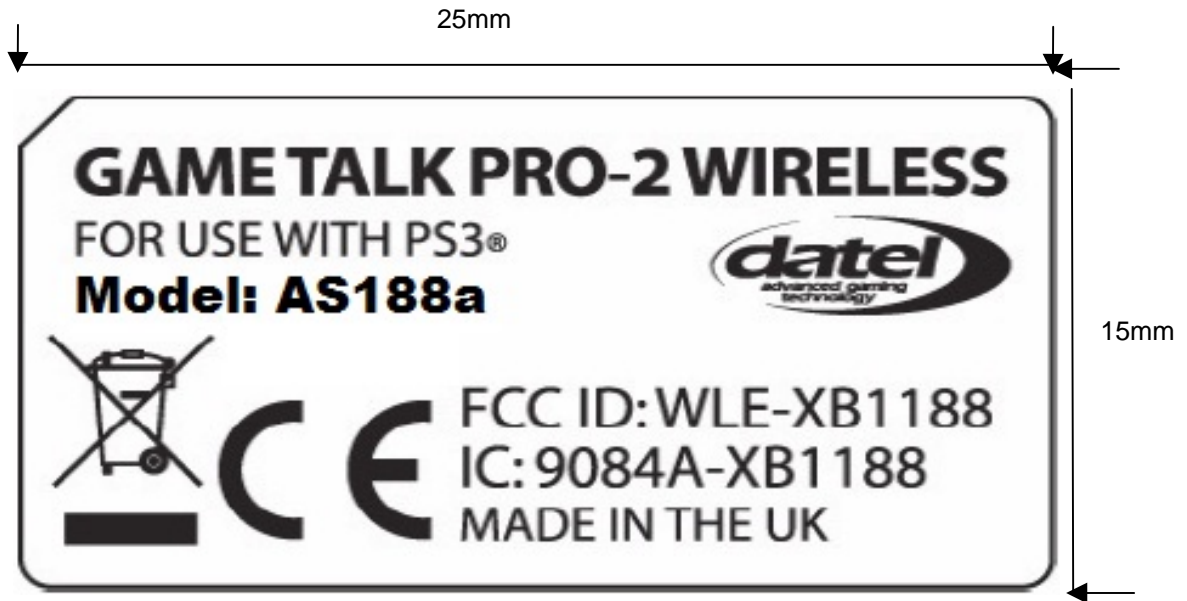 25mm
GAME TALK PRO-2 WIRELESS
FOR USE WITH PS3®
Model: AS188a
datel
advanced gaming
technology
15mm
CE
FCC ID: WLE-XB1188
IC: 9084A-XB1188
MADE IN THE UK